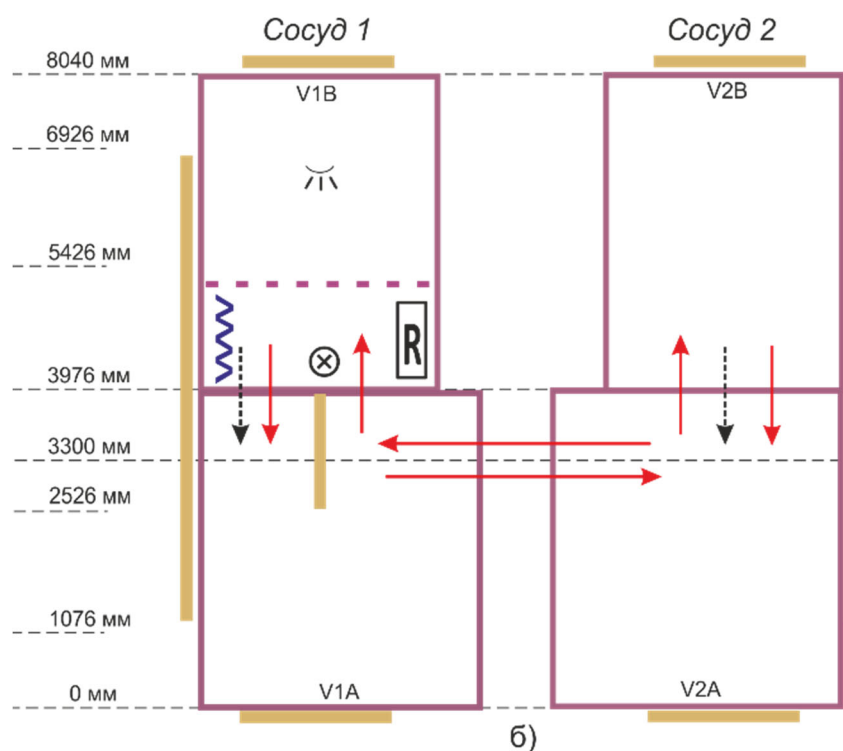 Сосуд 1
Сосуд 2
8040 мм
V1B
V2B
6926 мм
5426 мм
R
3976 мм
3300 мм
2526 мм
1076 мм
0 мм
V1A
V2A
б)